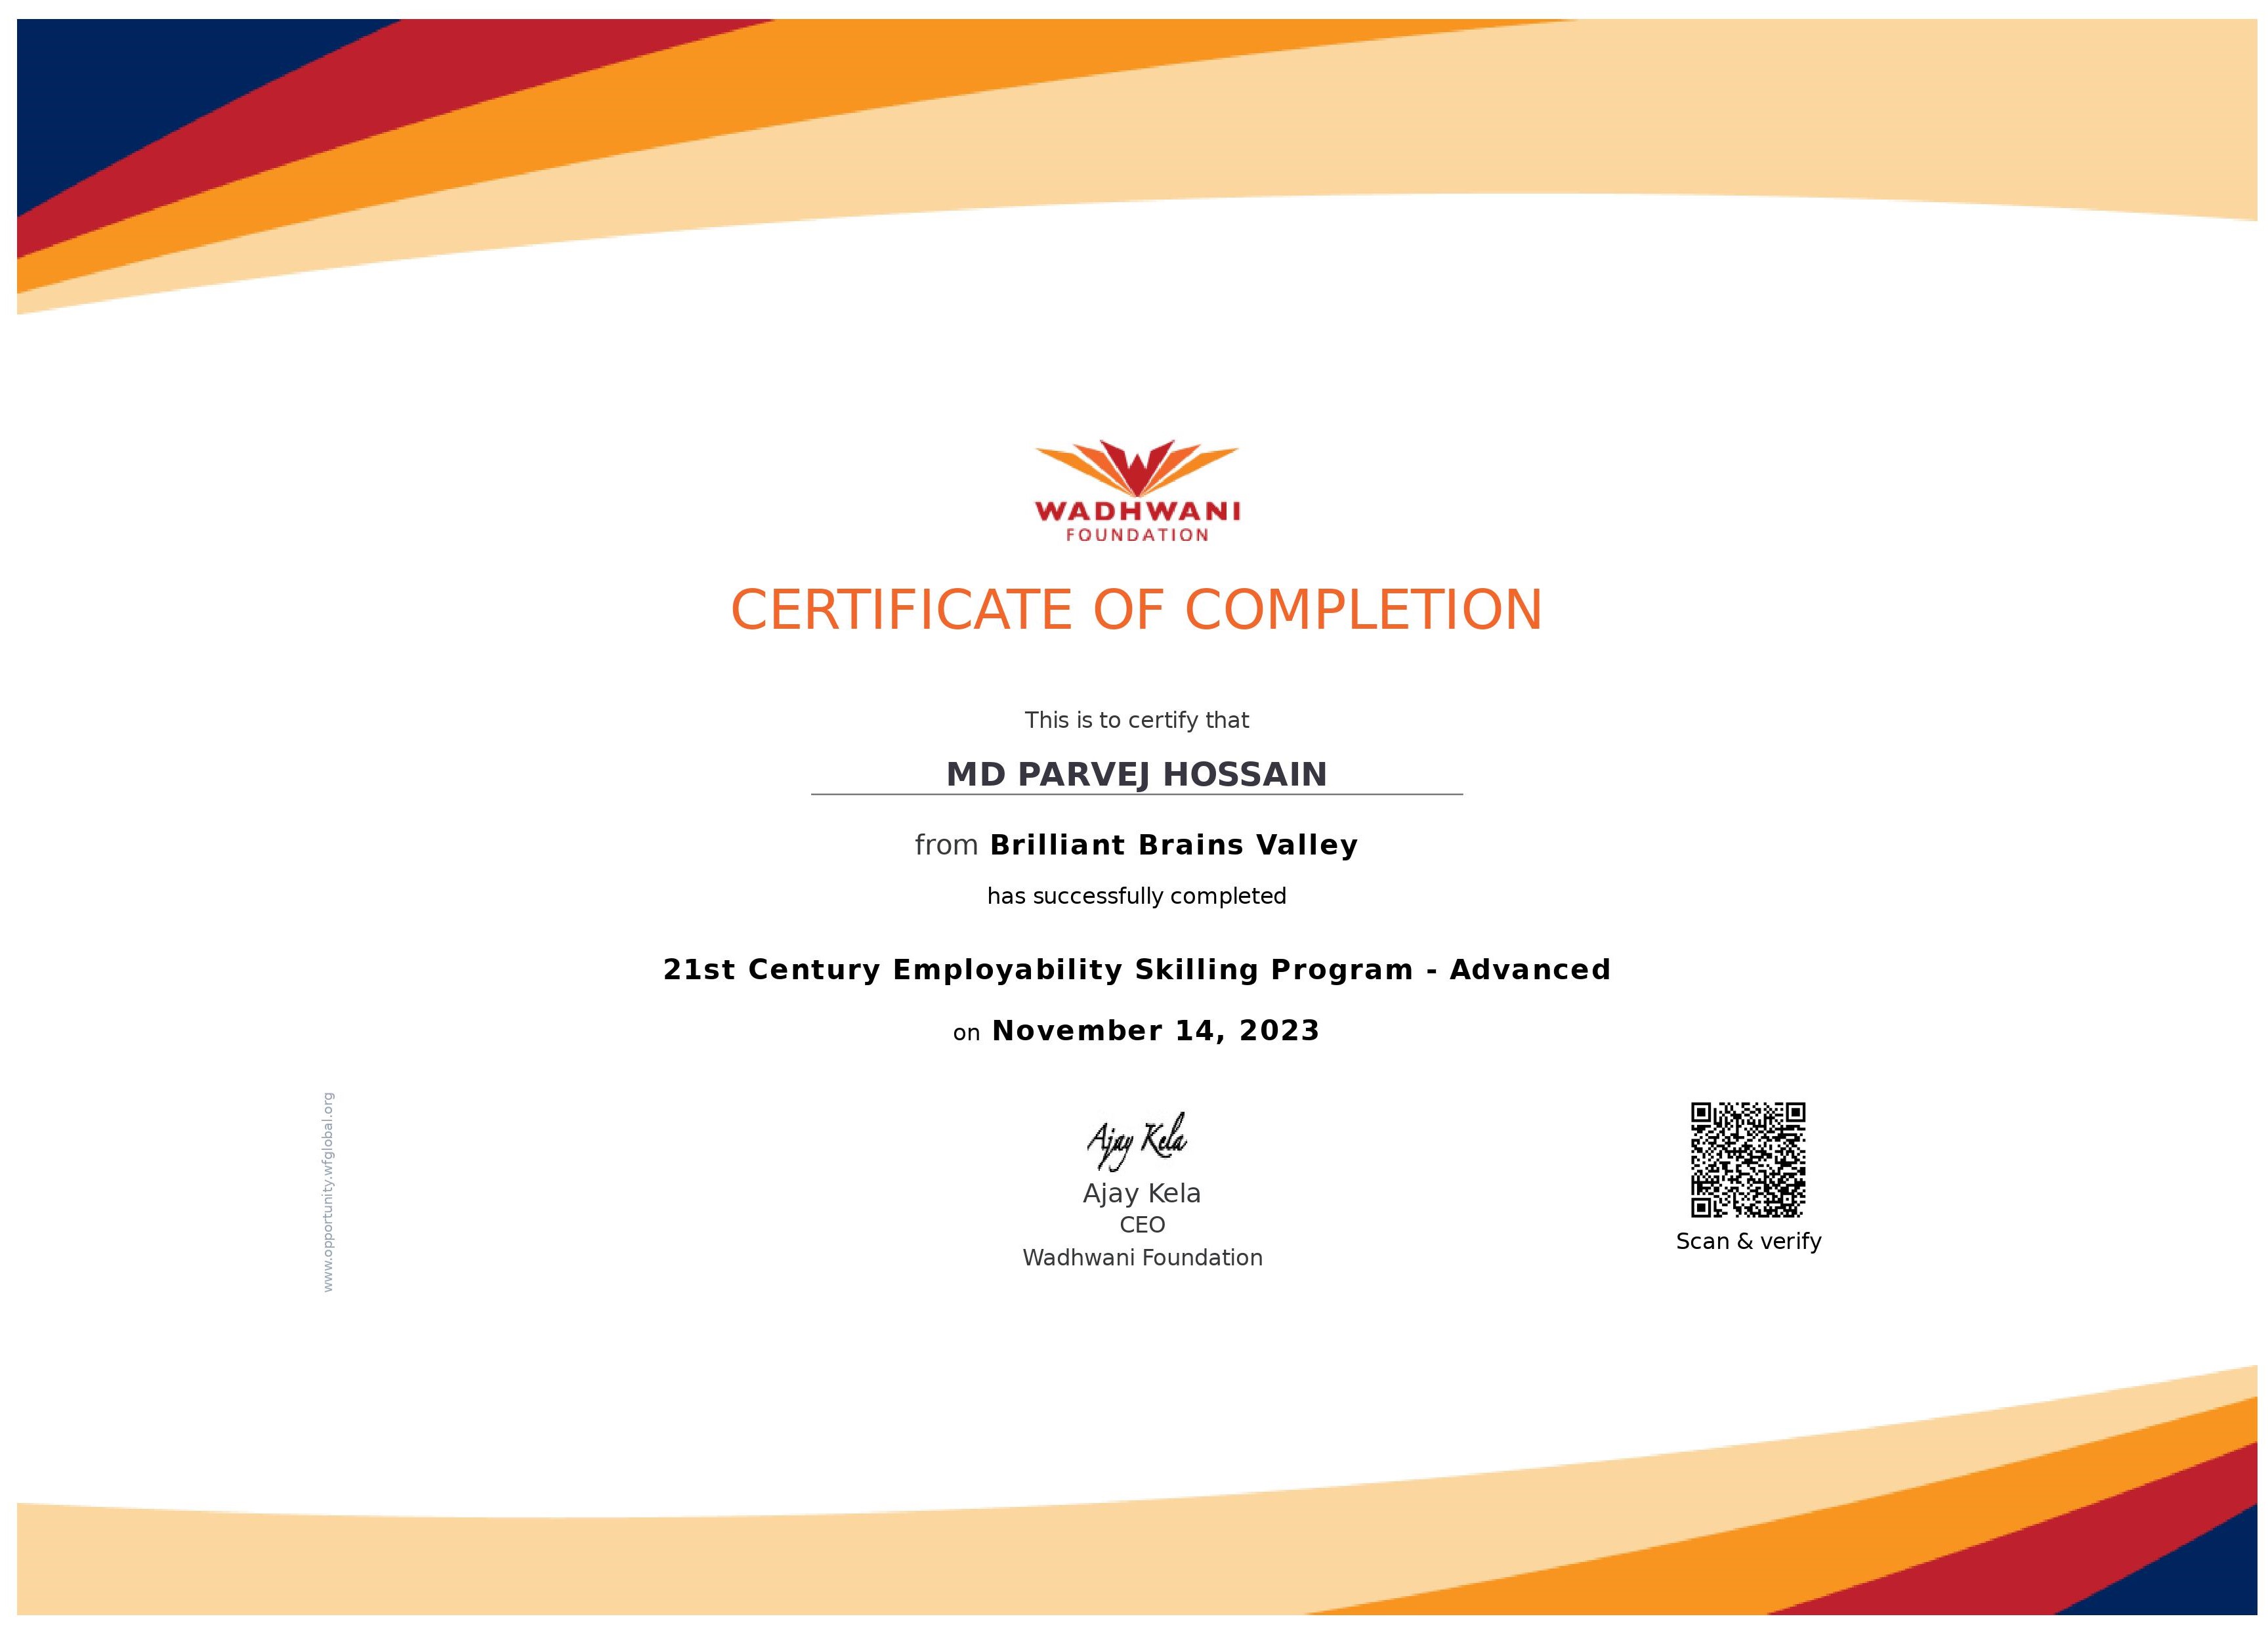 WADHWANI
FOUNDATION
CERTIFICATE OF COMPLETION
This is to certify that
MD PARVEJ HOSSAIN
from Brilliant Brains Valley
has successfully completed
21st Century Employability Skilling Program - Advanced
on November 14, 2023
www.opportunity.wfglobal.org
Ajay Kela
Ajay Kela
CEO
Wadhwani Foundation
Scan & verify